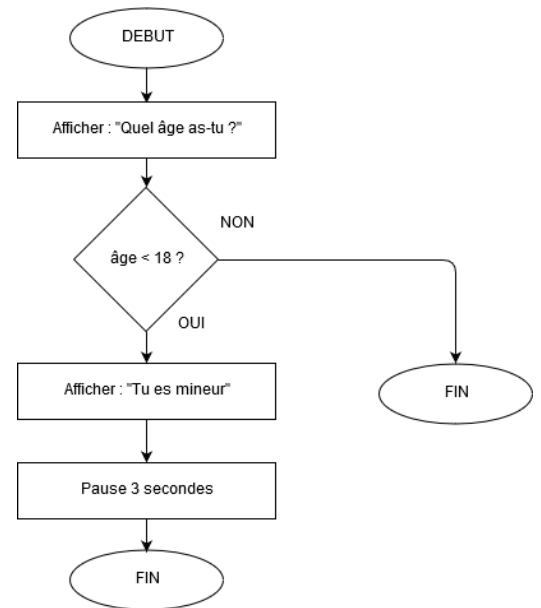 DEBUT
Afficher : "Quel âge as-tu ?"
NON
âge < 18 ?
OUI
Afficher : "Tu es mineur"
FIN
Pause 3 secondes
FIN